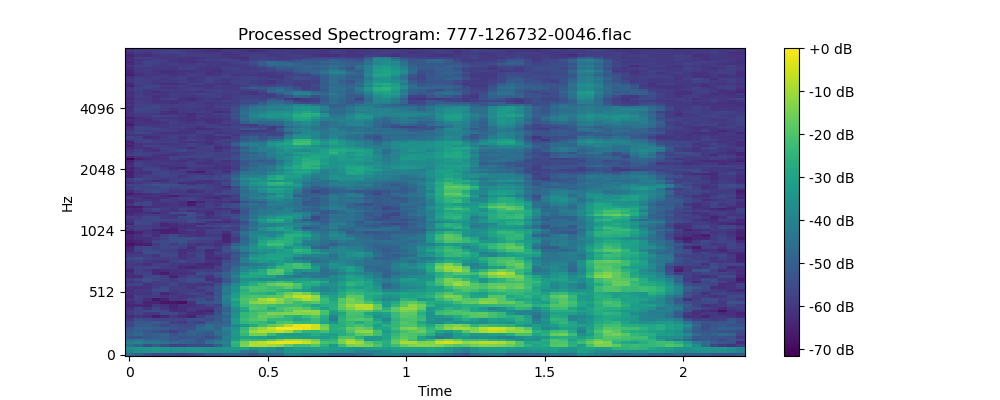 Processed Spectrogram: 777-126732-0046.flac
+0 dB
-10 dB
-20 dB
-30 dB
-40 dB
-50 dB
-60 dB
-70 dB
4096
2048
1024
512
0
Hz
0
0.5
1
1.5
2
Time